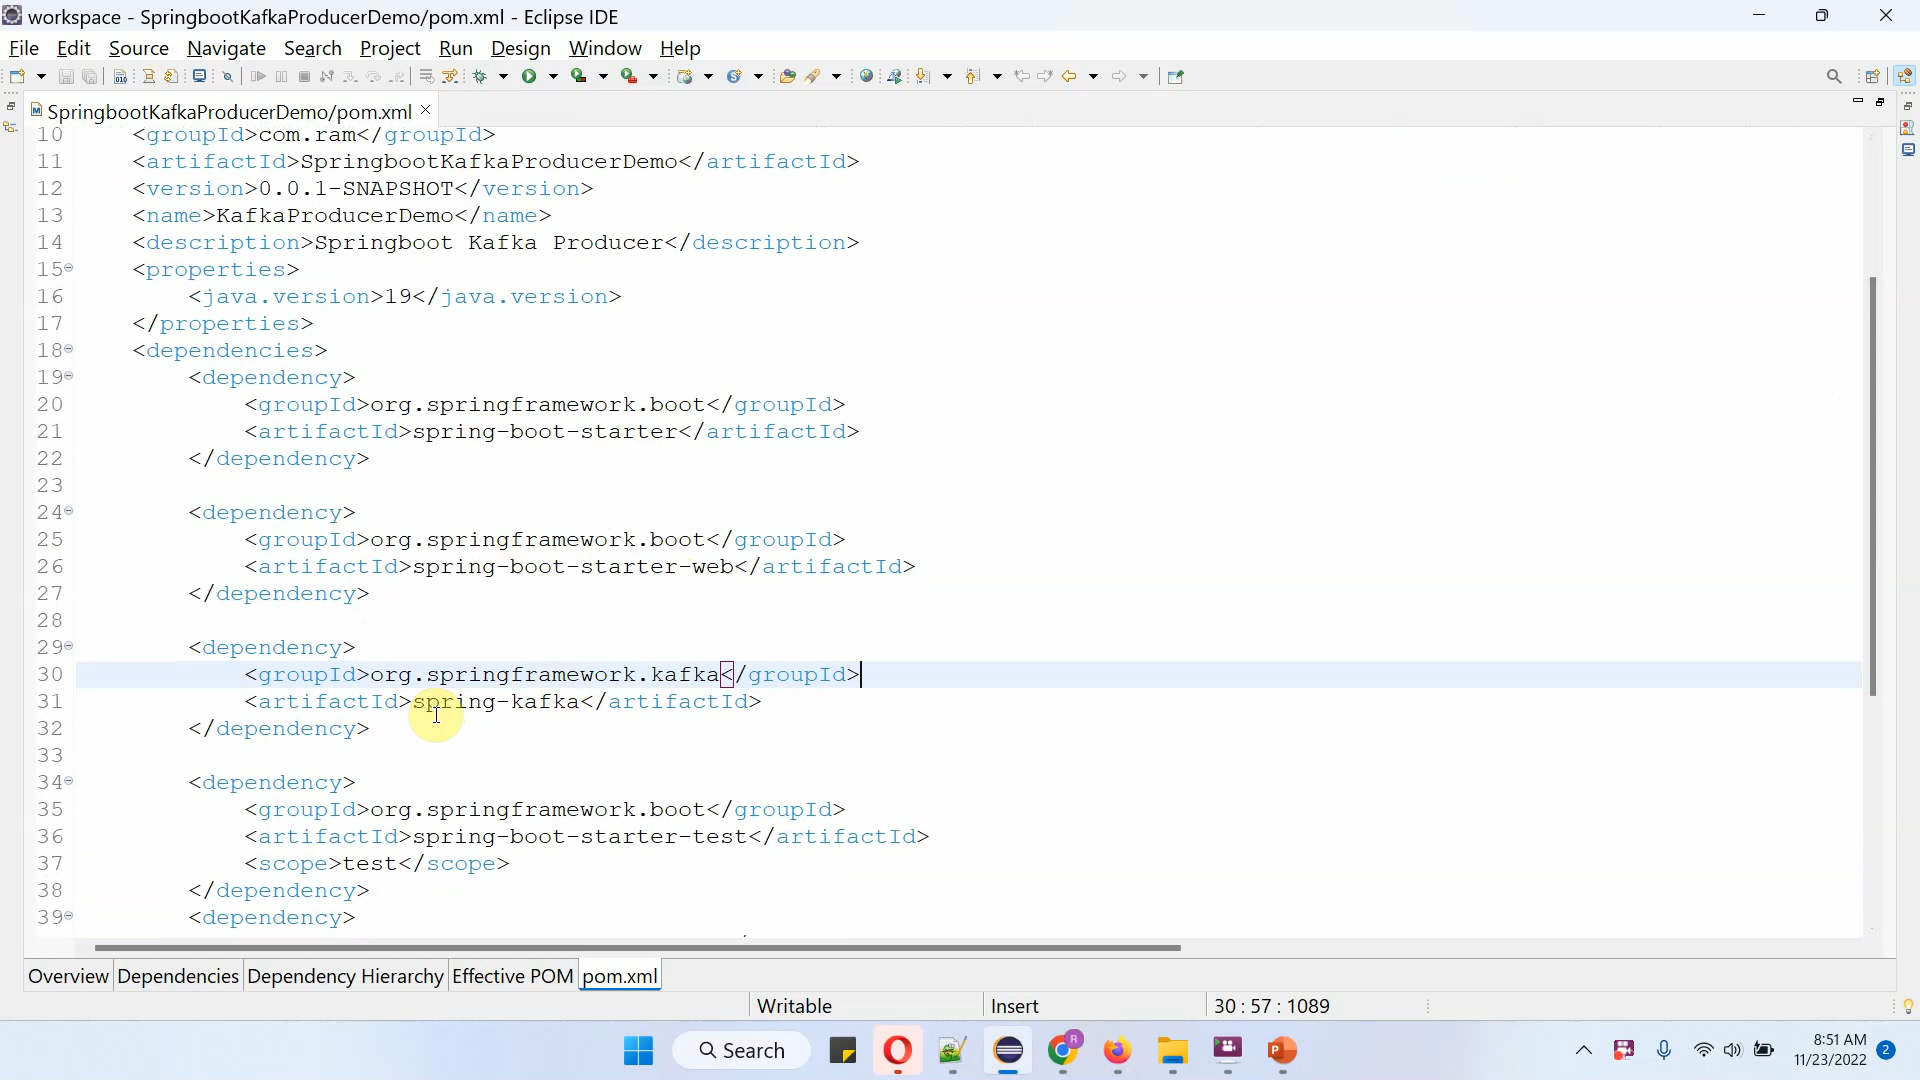 workspace - SpringbootKafkaProducerDemo/pom.xml - Eclipse IDE
File Edit Source Navigate Search Project Run Design Window Help
SpringbootKafkaProducerDemo/pom.xml
10 <groupId>com.ram</groupId>
11 <artifactId>SpringbootKafkaProducerDemo</artifactId>
12 <version>0.0.1-SNAPSHOT</version>
13 <name>KafkaProducerDemo</name>
14 <description>Springboot Kafka Producer</description>
15 <properties>
16 <java.version>19</java.version>
17 </properties>
18 <dependencies>
19 <dependency>
20 <groupId>org.springframework.boot</groupId>
21 <artifactId>spring-boot-starter</artifactId>
22 </dependency>
23
24 <dependency>
25 <groupId>org.springframework.boot</groupId>
26 <artifactId>spring-boot-starter-web</artifactId>
27 </dependency>
28
29 <dependency>
30 <groupId>org.springframework.kafka</groupId>
31 <artifactId>spring-kafka</artifactId>
32 </dependency>
33
34 <dependency>
35 <groupId>org.springframework.boot</groupId>
36 <artifactId>spring-boot-starter-test</artifactId>
37 <scope>test</scope>
38 </dependency>
39 <dependency>
Overview Dependencies Dependency Hierarchy Effective POM pom.xml
Writable Insert 30 : 57 : 1089
Search
8:51 AM
11/23/2022
2